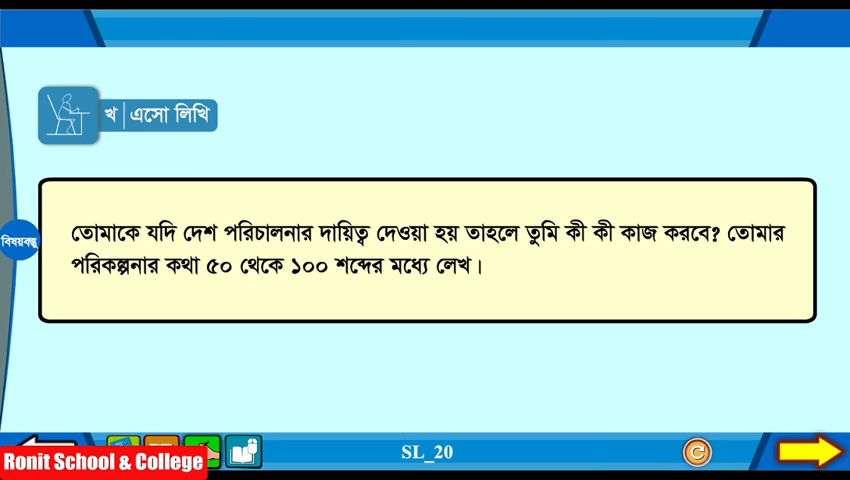 খ | এসো লিখি
তোমাকে যদি দেশ পরিচালনার দায়িত্ব দেওয়া হয় তাহলে তুমি কী কী কাজ করবে? তোমার
পরিকল্পনার কথা ৫০ থেকে ১০০ শব্দের মধ্যে লেখ।
বিষয়বস্তু
SL_20
Ronit School & College